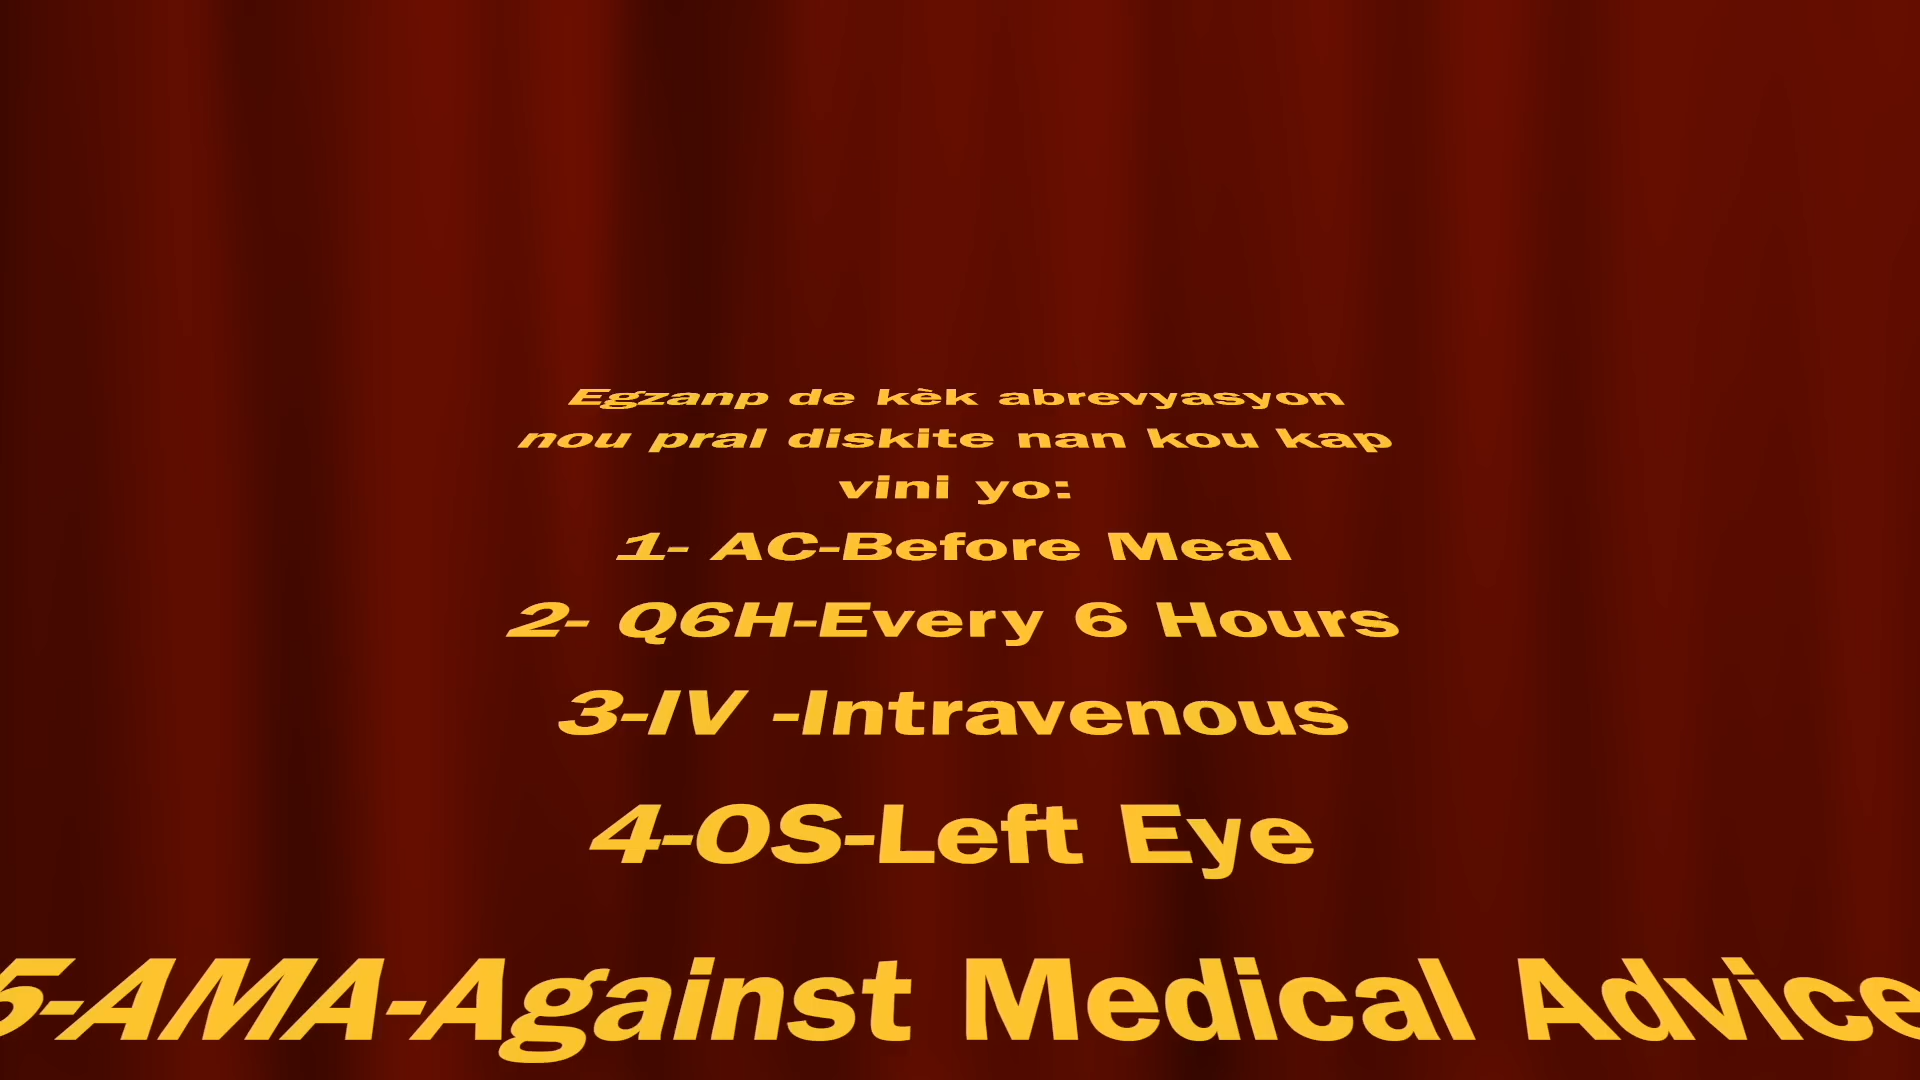 Egzanp de kèk abrevyasyon
nou pral diskite nan kou kap
vini yo:
1- AC-Before Meal
2- Q6H-Every 6 Hours
3-IV -Intravenous
4-OS-Left Eye
5-AMA-Against Medical Advice